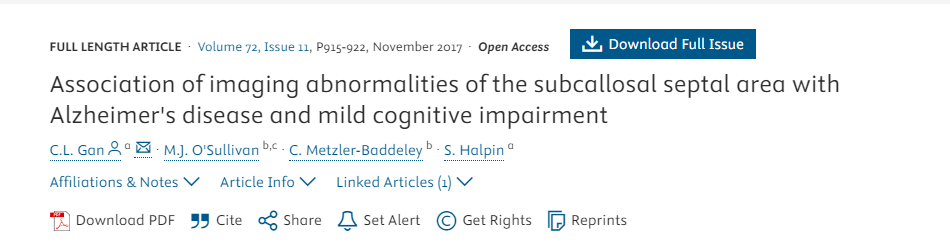 FULL LENGTH ARTICLE · Volume 72, Issue 11, P915-922, November 2017 · Open Access Download Full Issue
Association of imaging abnormalities of the subcallosal septal area with
Alzheimer's disease and mild cognitive impairment
C.L. Gan a · M.J. O'Sullivan b,c · C. Metzler-Baddeley b · S. Halpin a
Affiliations & Notes Article Info Linked Articles (1)
Download PDF Cite Share Set Alert Get Rights Reprints